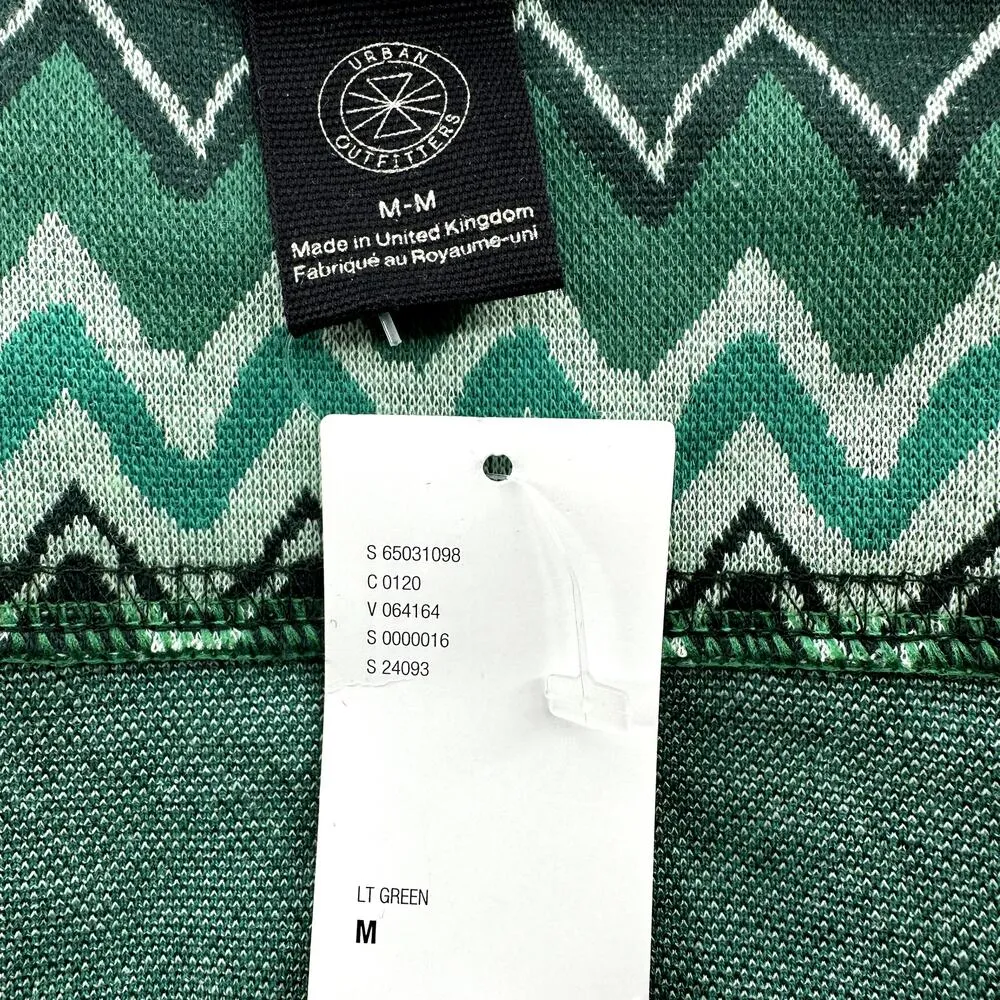 URBAN
OUTFITTERS
M-M
Made in United Kingdom
Fabriqué au Royaume-uni
S 65031098
C 0120
V 064164
S 0000016
S 24093
LT GREEN
M